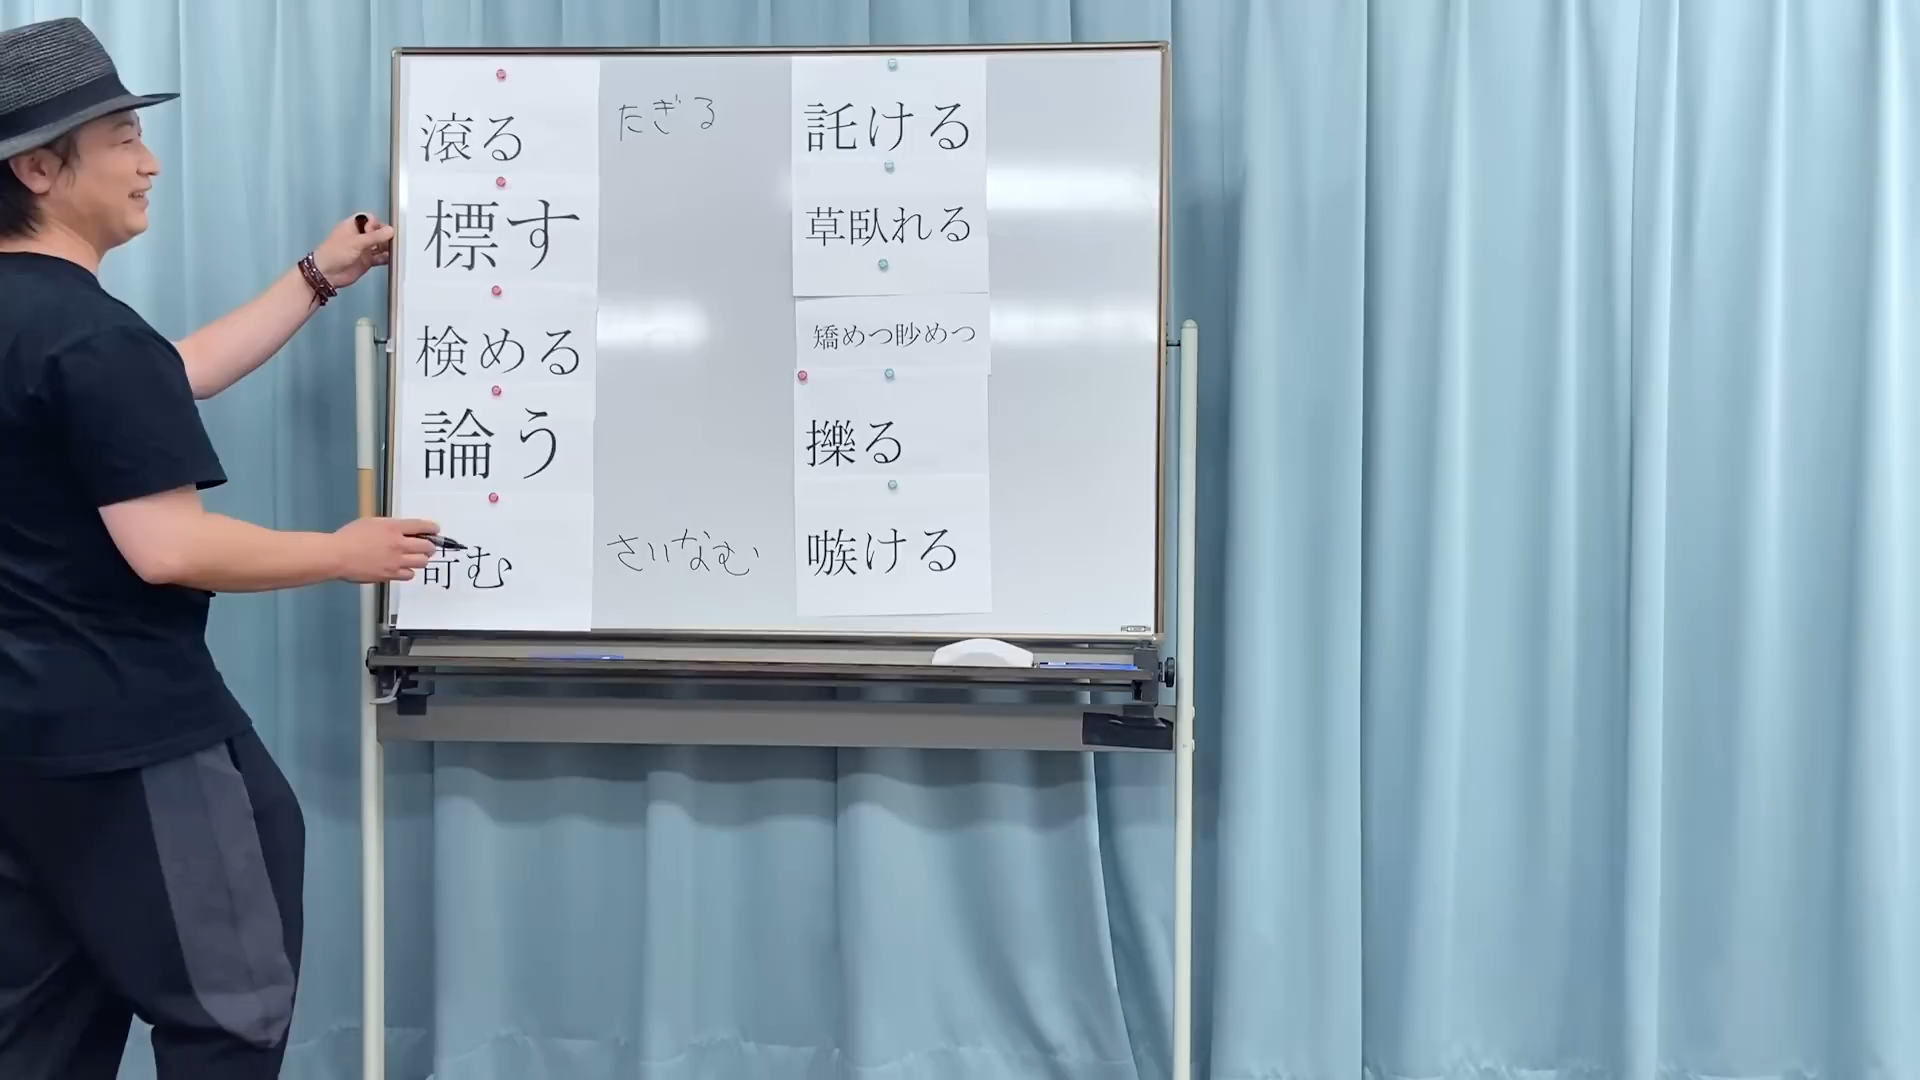 滾る
たぎる
標す
検める
論う
苛む
さいなむ
託ける
草臥れる
矯めつ眇めつ
擽る
嗾ける